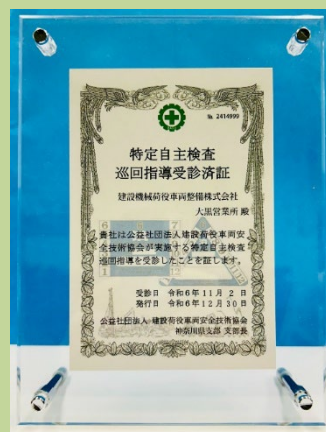 № 2414999
特定自主検査
巡回指導受診済証
建設機械荷役車両整備株式会社
大黒営業所 殿
貴社は公益社団法人建設荷役車両安
全技術協会が実施する特定自主検査
巡回指導を受診したことを証します。
受診日 令和6年11月 2日
発行日 令和6年12月30日
公益社団法人 建設荷役車両安全技術協会
神奈川県支部 支部長